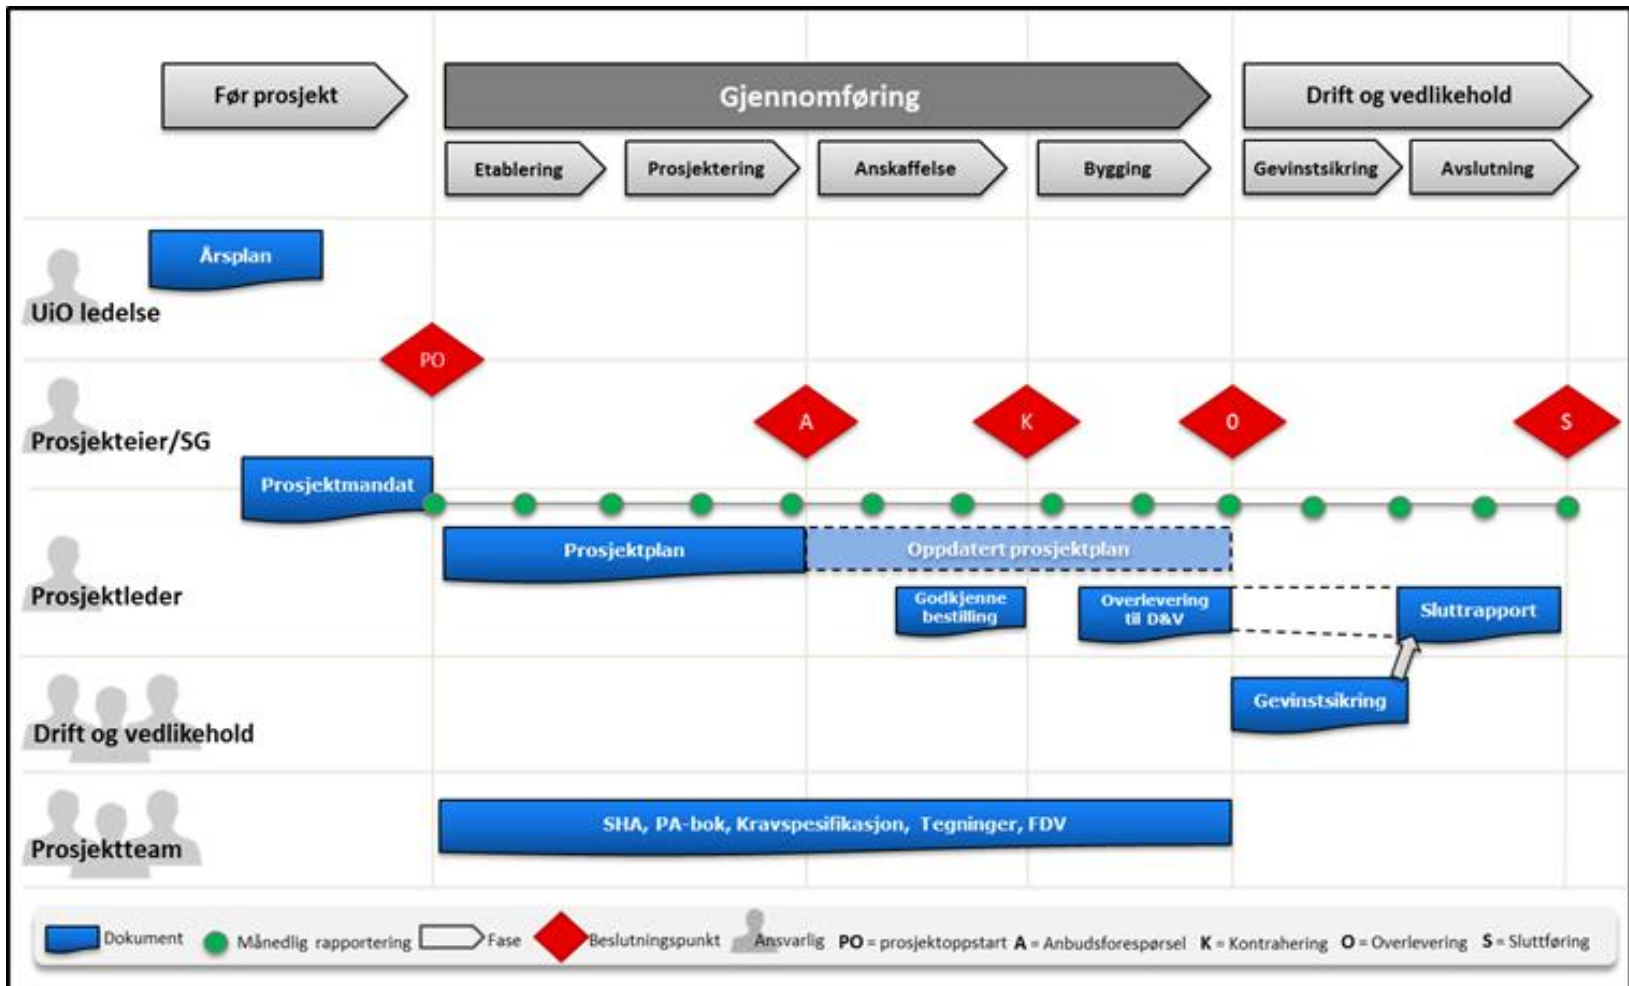 Før prosjekt
Gjennomføring
Drift og vedlikehold
Etablering
Prosjektering
Anskaffelse
Bygging
Gevinstsikring
Avslutning
Årsplan
UiO ledelse
PO
Prosjekteier/SG
A
K
O
S
Prosjektmandat
Prosjektplan
Oppdatert prosjektplan
Prosjektleder
Godkjenne
bestilling
Overlevering
til D&V
Sluttrapport
Drift og vedlikehold
Gevinstsikring
Prosjektteam
SHA, PA-bok, Kravspesifikasjon, Tegninger, FDV
Dokument
Månedlig rapportering
Fase
Beslutningspunkt
Ansvarlig
PO = prosjektoppstart A = Anbudsforespørsel K = Kontrahering O = Overlevering S = Sluttføring